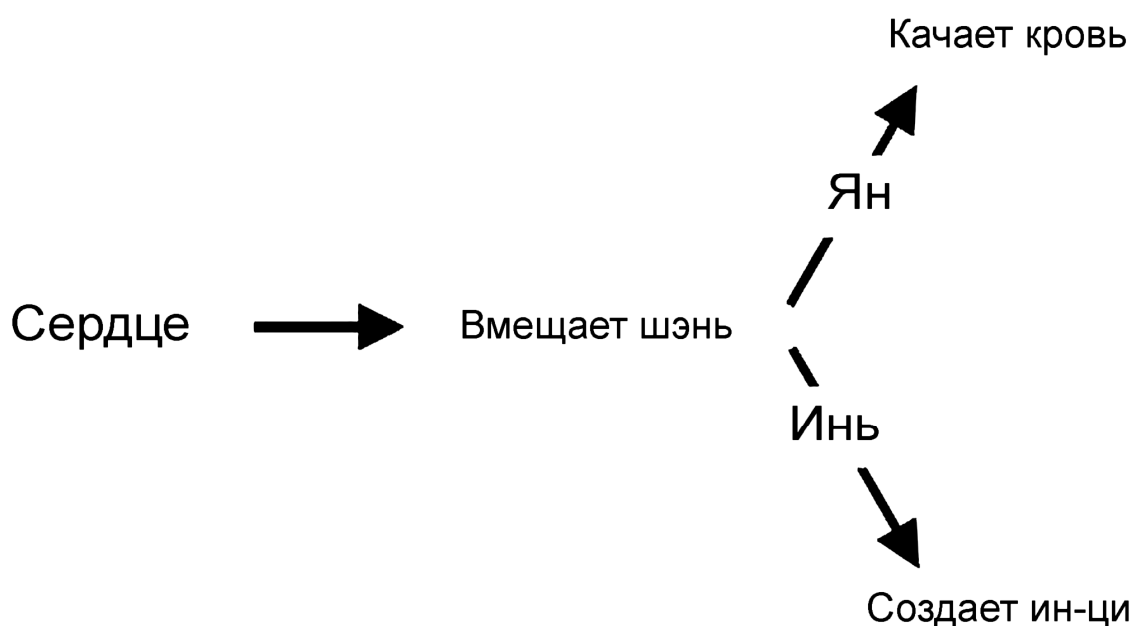 Качает кровь
Ян
Сердце
Вмещает шэнь
Инь
Создает ин-ци